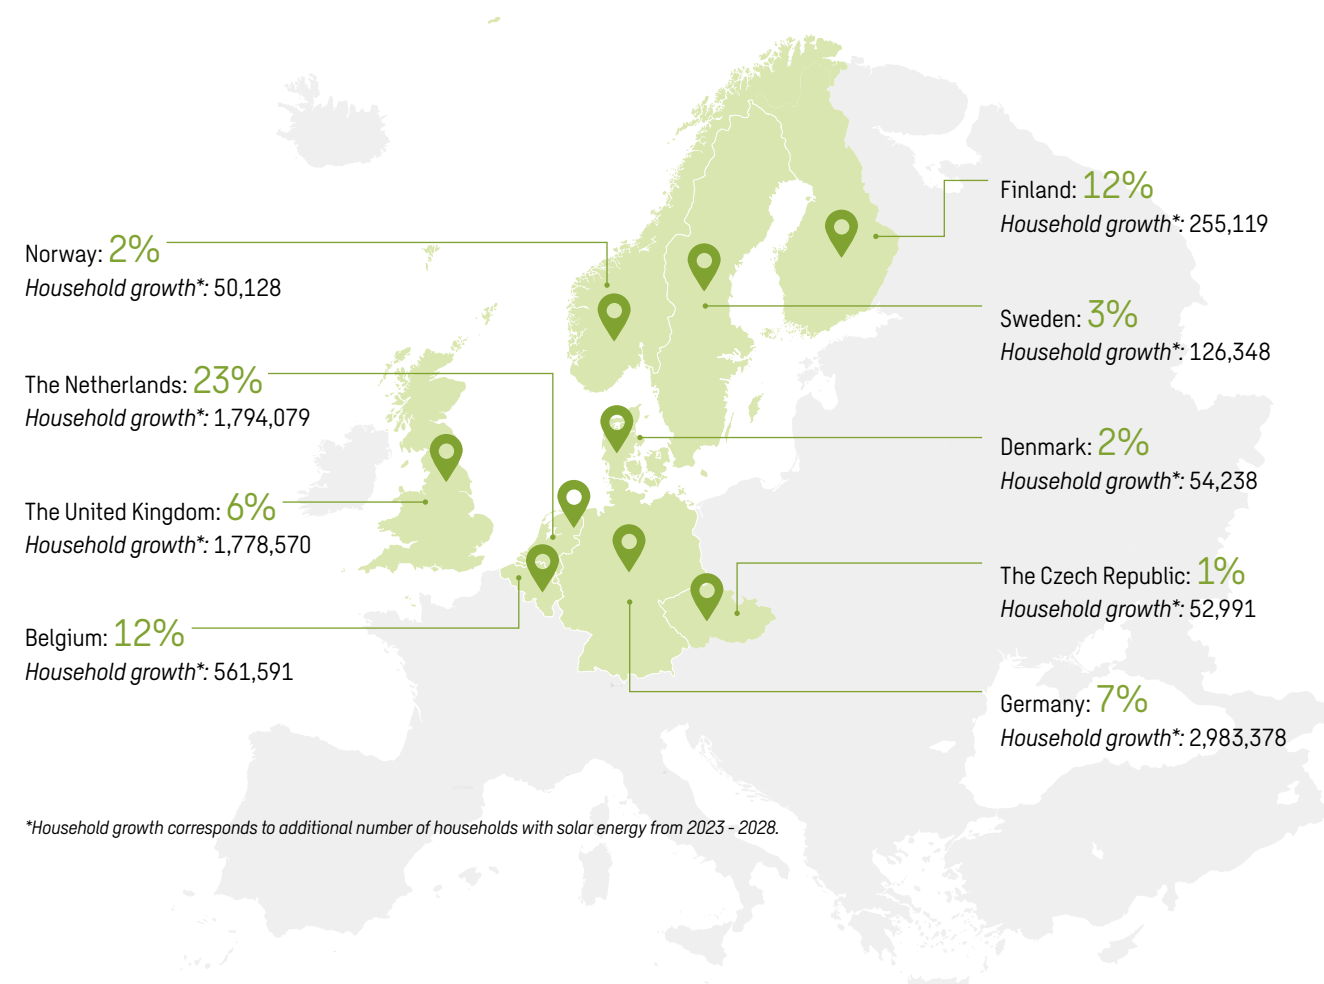 Norway: 2%
Household growth*: 50,128
The Netherlands: 23%
Household growth*: 1,794,079
The United Kingdom: 6%
Household growth*: 1,778,570
Belgium: 12%
Household growth*: 561,591
Finland: 12%
Household growth*: 255,119
Sweden: 3%
Household growth*: 126,348
Denmark: 2%
Household growth*: 54,238
The Czech Republic: 1%
Household growth*: 52,991
Germany: 7%
Household growth*: 2,983,378
*Household growth corresponds to additional number of households with solar energy from 2023 - 2028.